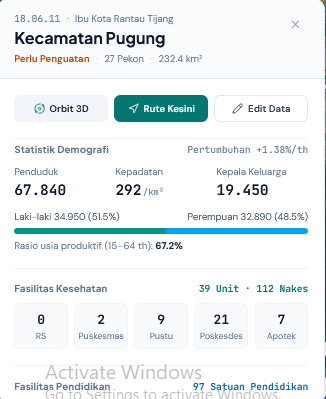 18.06.11 · Ibu Kota Rantau Tijang
Kecamatan Pugung
Perlu Penguatan · 27 Pekon · 232.4 km²
Orbit 3D
Rute Kesini
Edit Data
Statistik Demografi
Pertumbuhan +1.38%/th
Penduduk
Kepadatan
Kepala Keluarga
67.840
292/km²
19.450
Laki-laki 34.950 (51.5%)
Perempuan 32.890 (48.5%)
Rasio usia produktif (15–64 th): 67.2%
Fasilitas Kesehatan
39 Unit · 112 Nakes
0
RS
2
Puskesmas
9
Pustu
21
Poskesdes
7
Apotek
Activate Windows
Fasilitas Pendidikan
97 Satuan Pendidikan
Go to Settings to activate Windows.